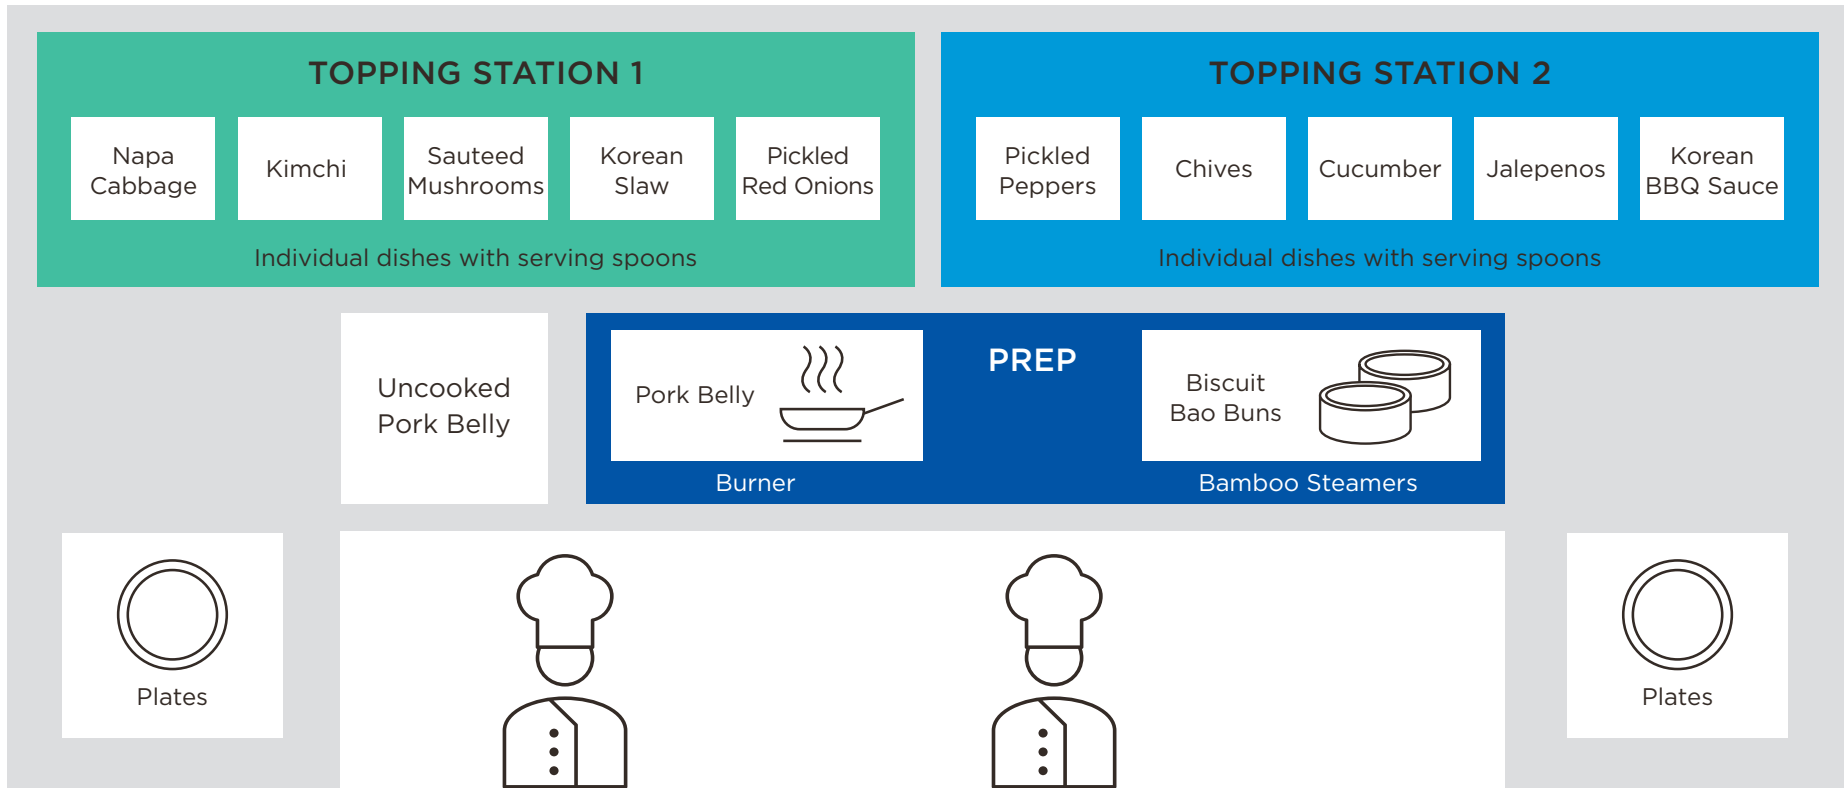 TOPPING STATION 1
Napa
Cabbage
Kimchi
Sauteed
Mushrooms
Korean
Slaw
Pickled
Red Onions
Individual dishes with serving spoons
TOPPING STATION 2
Pickled
Peppers
Chives
Cucumber
Jalepenos
Korean
BBQ Sauce
Individual dishes with serving spoons
Uncooked
Pork Belly
PREP
Pork Belly
Burner
Biscuit
Bao Buns
Bamboo Steamers
Plates
Plates